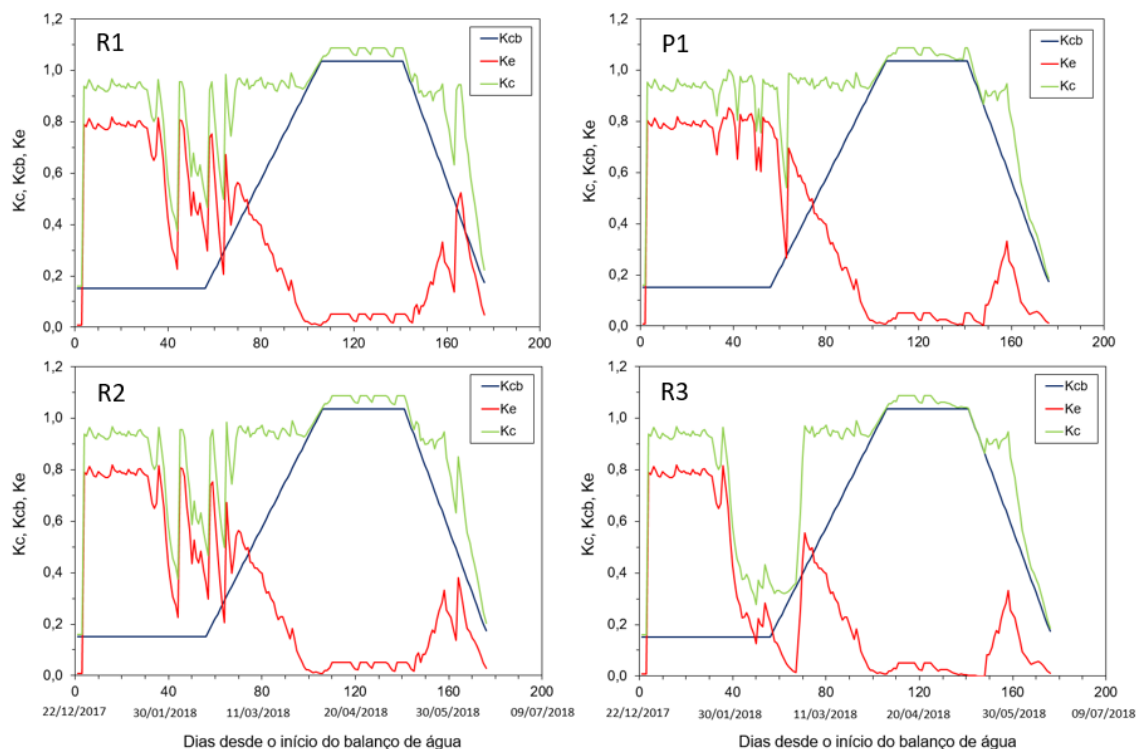 R1
Kcb
Ke
Kc
Kc, Kcb, Ke
1,2
1,0
0,8
0,6
0,4
0,2
0,0
0 40 80 120 160 200
P1
Kcb
Ke
Kc
Kc, Kcb, Ke
1,2
1,0
0,8
0,6
0,4
0,2
0,0
0 40 80 120 160 200
R2
Kcb
Ke
Kc
Kc, Kcb, Ke
1,2
1,0
0,8
0,6
0,4
0,2
0,0
0 40 80 120 160 200
22/12/2017 30/01/2018 11/03/2018 20/04/2018 30/05/2018 09/07/2018
Dias desde o início do balanço de água
R3
Kcb
Ke
Kc
Kc, Kcb, Ke
1,2
1,0
0,8
0,6
0,4
0,2
0,0
0 40 80 120 160 200
22/12/2017 30/01/2018 11/03/2018 20/04/2018 30/05/2018 09/07/2018
Dias desde o início do balanço de água